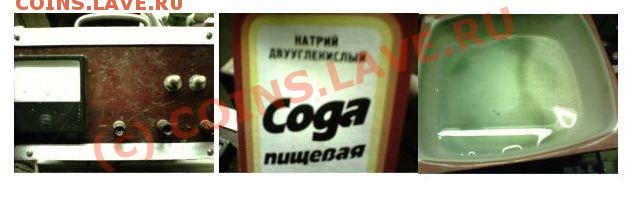 COINS.LAVE.RU
НАТРИЙ
ДВУУГЛЕКИСЛЫЙ
Сода
пищевая
(c) COINS.LAVE.RU